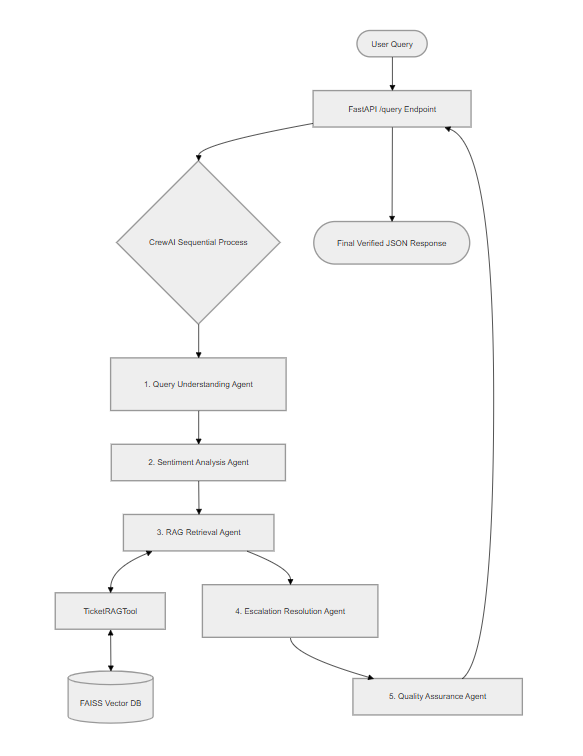 User Query
FastAPI /query Endpoint
CrewAI Sequential Process
Final Verified JSON Response
1. Query Understanding Agent
2. Sentiment Analysis Agent
3. RAG Retrieval Agent
TicketRAGTool
4. Escalation Resolution Agent
FAISS Vector DB
5. Quality Assurance Agent